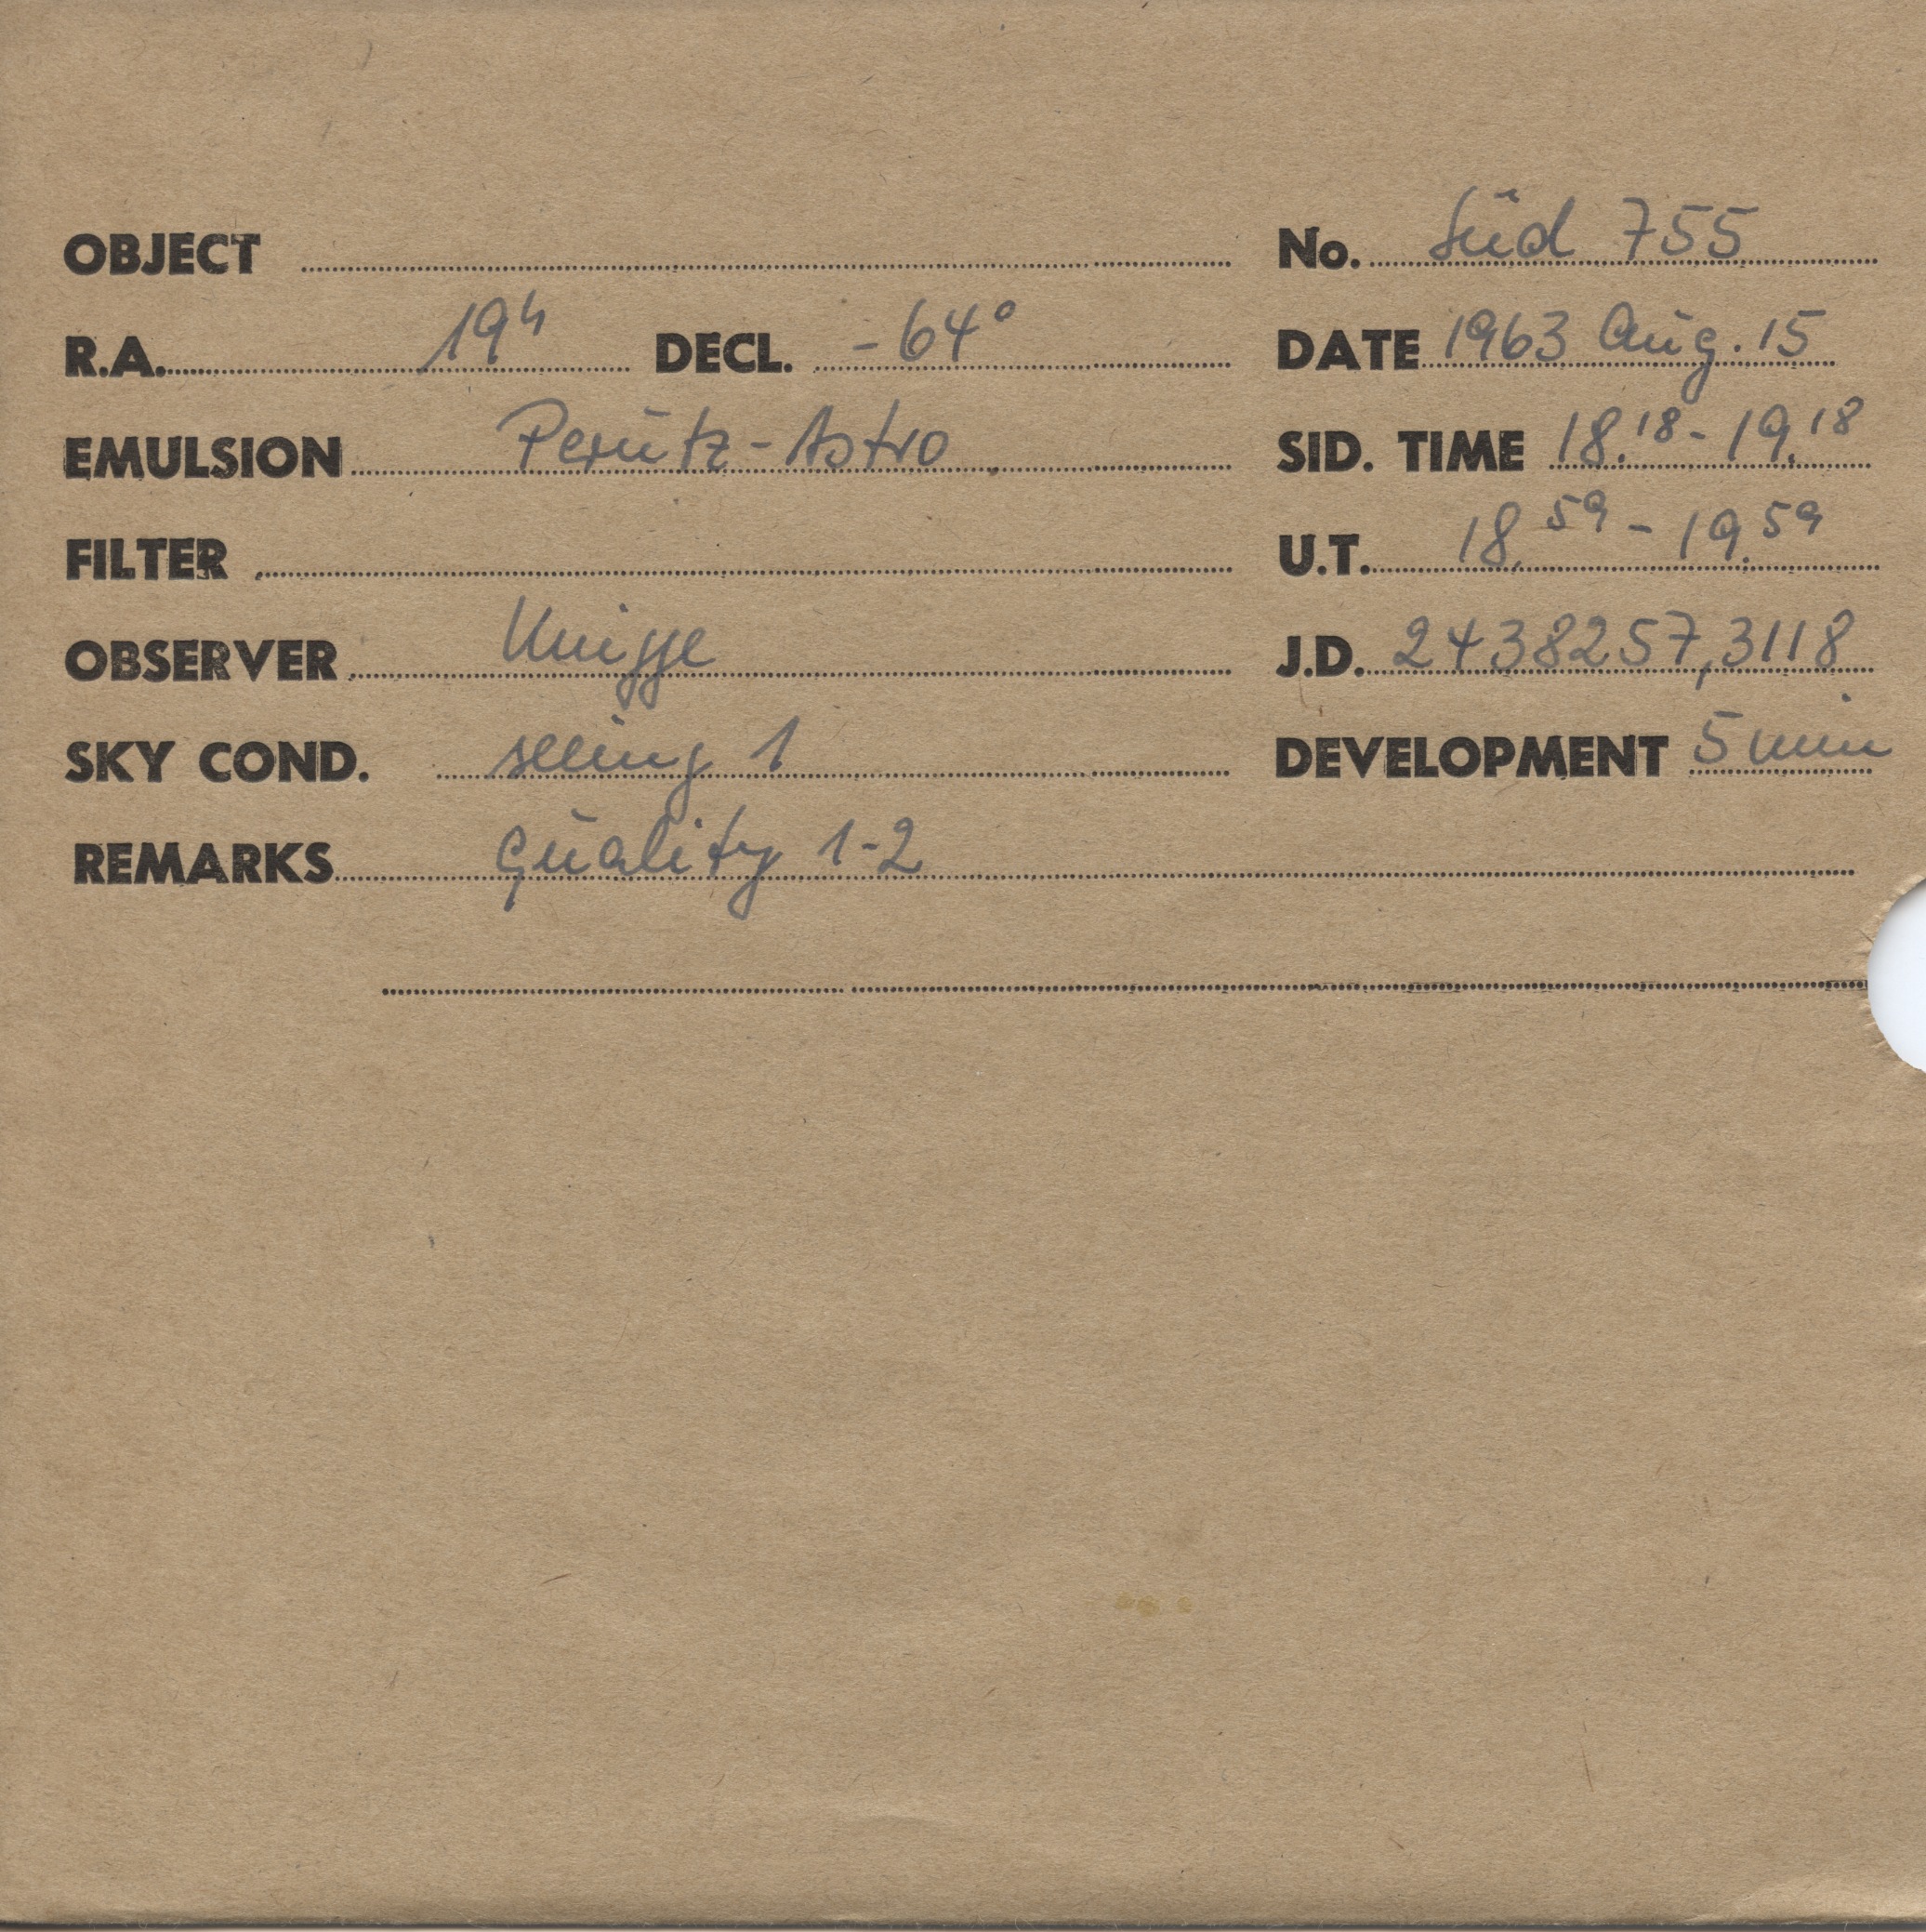 OBJECT No. Süd 755
R.A. 19h DECL. -64° DATE 1963 Aug. 15
EMULSION Perutz-Astro SID. TIME 18.18-19.18
FILTER U.T. 18.59-19.59
OBSERVER Knigge J.D. 2438257,3118
SKY COND. seeing 1 DEVELOPMENT 5 min
REMARKS quality 1-2